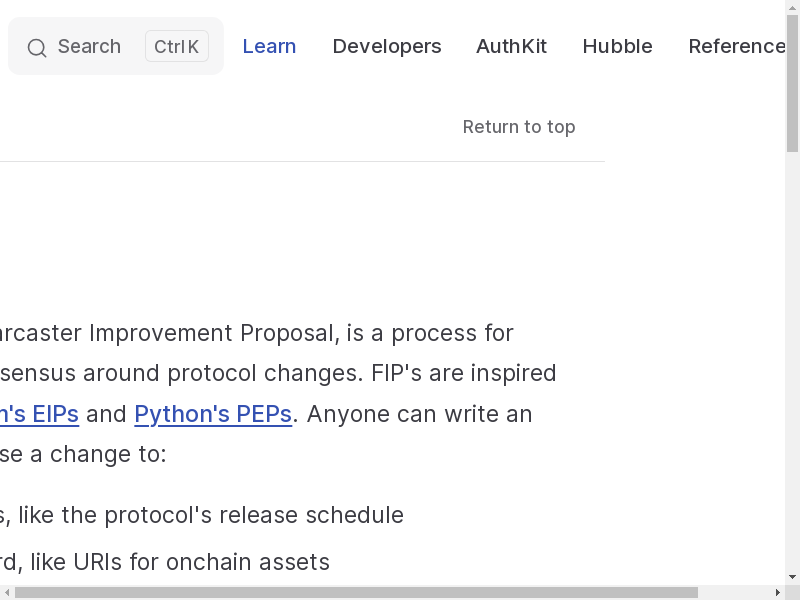 Search Ctrl K Learn Developers AuthKit Hubble Reference
Return to top
rcaster Improvement Proposal, is a process for
sensus around protocol changes. FIP's are inspired
's EIPs and Python's PEPs. Anyone can write an
se a change to:
, like the protocol's release schedule
rd, like URIs for onchain assets